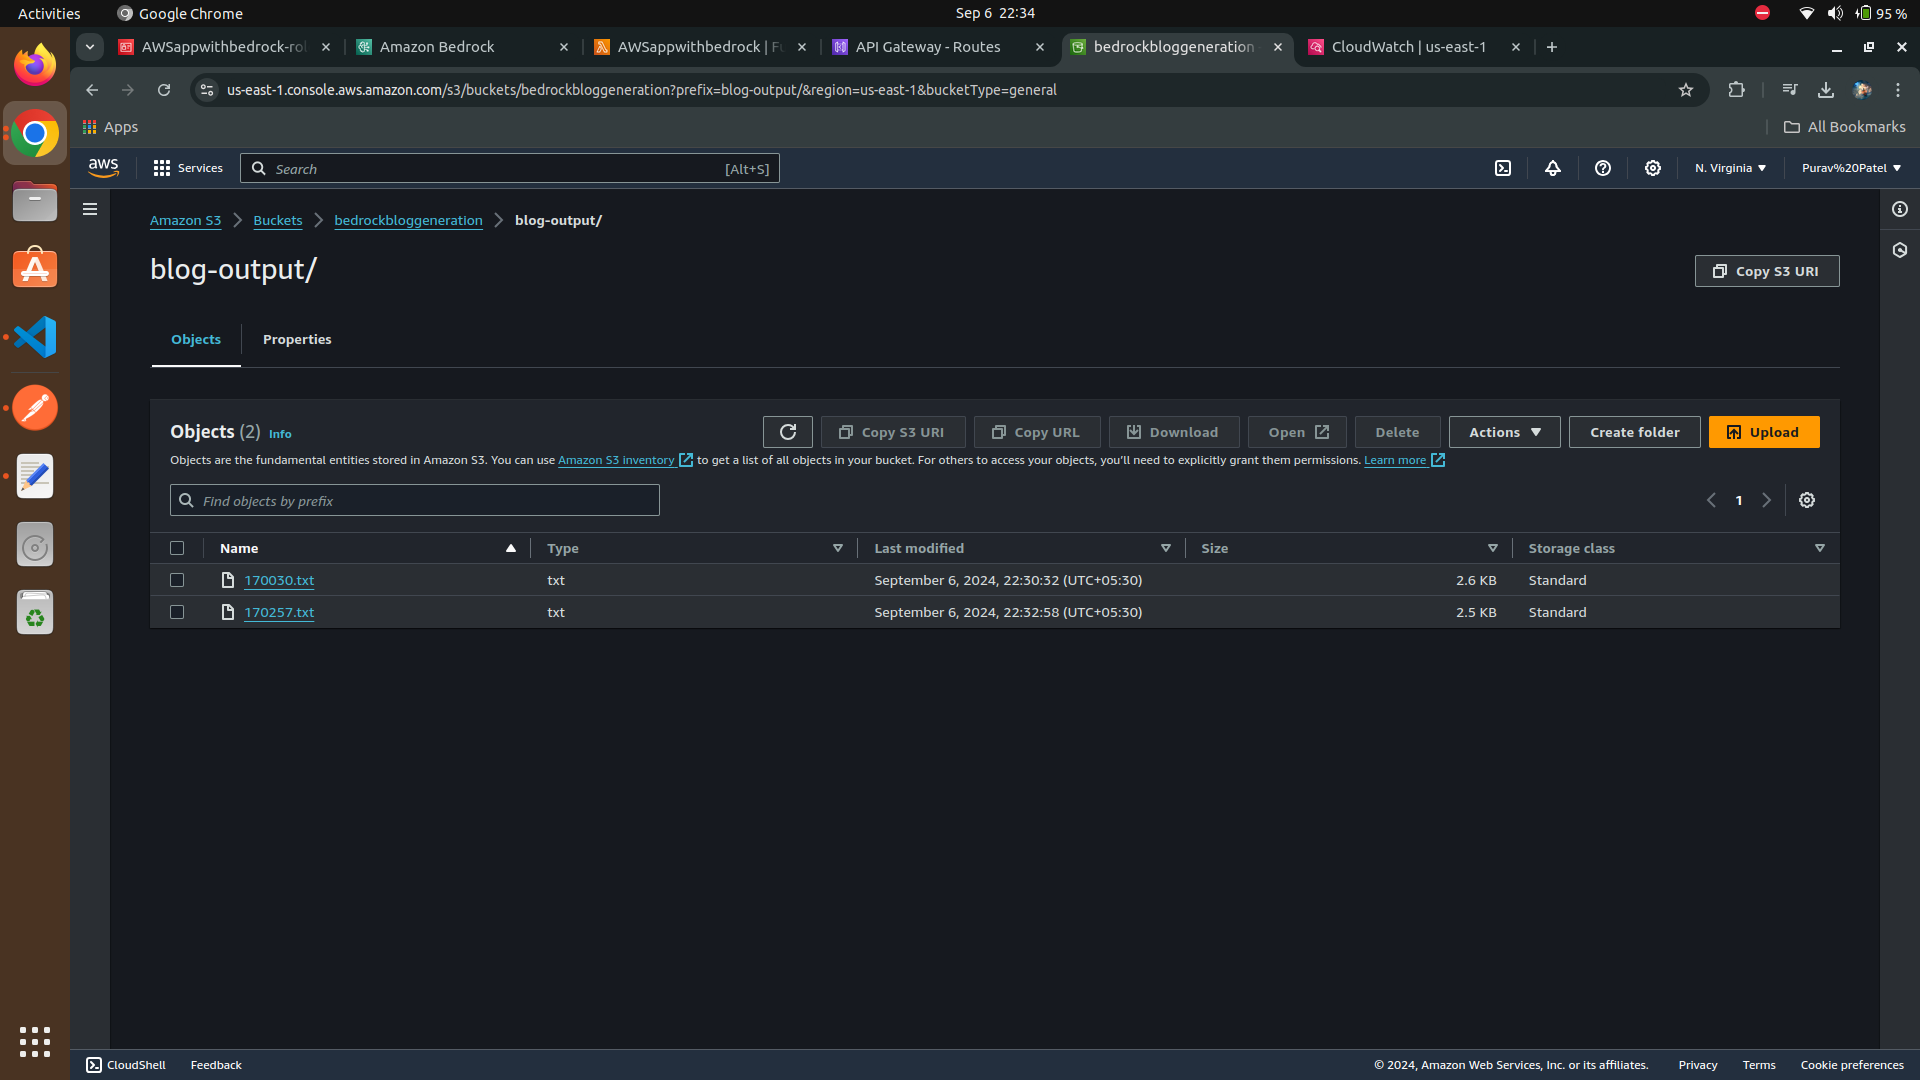 Activities Google Chrome Sep 6 22:34 95 %
AWSappwithbedrock-rol Amazon Bedrock AWSappwithbedrock | Fu API Gateway - Routes bedrockbloggeneration CloudWatch | us-east-1
us-east-1.console.aws.amazon.com/s3/buckets/bedrockbloggeneration?prefix=blog-output/&region=us-east-1&bucketType=general
Apps All Bookmarks
aws Services Search [Alt+S] N. Virginia Purav%20Patel
Amazon S3 Buckets bedrockbloggeneration blog-output/
blog-output/ Copy S3 URI
Objects Properties
Objects (2) Info Copy S3 URI Copy URL Download Open Delete Actions Create folder Upload
Objects are the fundamental entities stored in Amazon S3. You can use Amazon S3 inventory to get a list of all objects in your bucket. For others to access your objects, you’ll need to explicitly grant them permissions. Learn more
Find objects by prefix 1
Name Type Last modified Size Storage class
170030.txt txt September 6, 2024, 22:30:32 (UTC+05:30) 2.6 KB Standard
170257.txt txt September 6, 2024, 22:32:58 (UTC+05:30) 2.5 KB Standard
CloudShell Feedback © 2024, Amazon Web Services, Inc. or its affiliates. Privacy Terms Cookie preferences